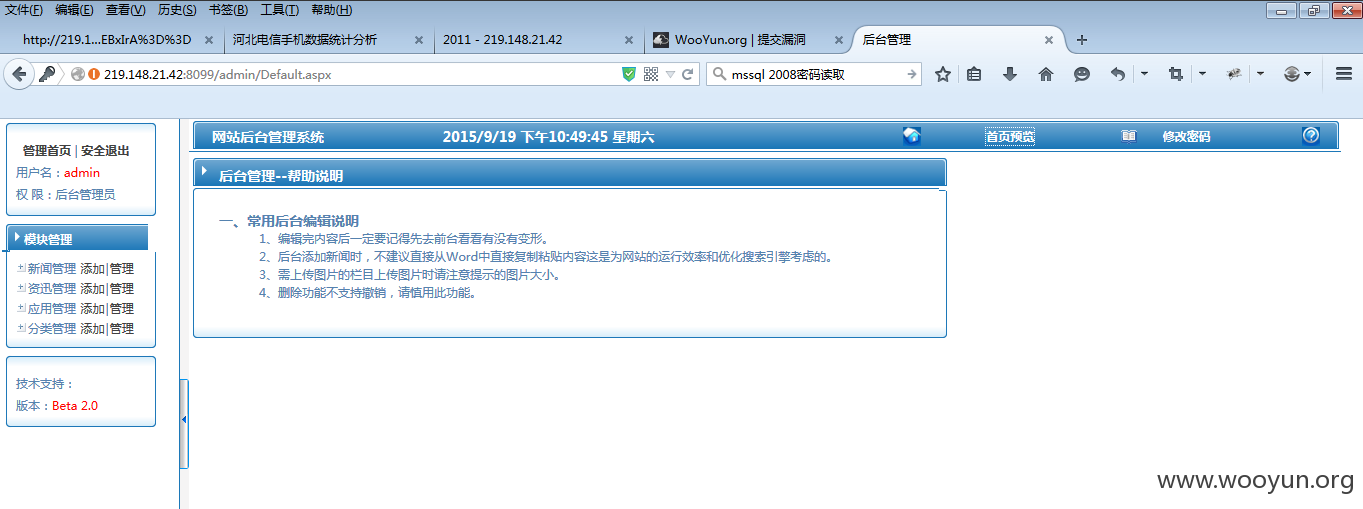 文件(F) 编辑(E) 查看(V) 历史(S) 书签(B) 工具(T) 帮助(H)
http://219.1...EBxIrA%3D%3D
河北电信手机数据统计分析
2011 - 219.148.21.42
WooYun.org | 提交漏洞
后台管理
219.148.21.42:8099/admin/Default.aspx
mssql 2008密码读取
管理首页 | 安全退出
用户名：admin
权 限：后台管理员
模块管理
新闻管理 添加|管理
资迅管理 添加|管理
应用管理 添加|管理
分类管理 添加|管理
技术支持：
版本：Beta 2.0
网站后台管理系统
2015/9/19 下午10:49:45 星期六
首页预览
修改密码
后台管理--帮助说明
一、常用后台编辑说明
1、编辑完内容后一定要记得先去前台看看有没有变形。
2、后台添加新闻时，不建议直接从Word中直接复制粘贴内容这是为网站的运行效率和优化搜索引擎考虑的。
3、需上传图片的栏目上传图片时请注意提示的图片大小。
4、删除功能不支持撤销，请慎用此功能。
www.wooyun.org